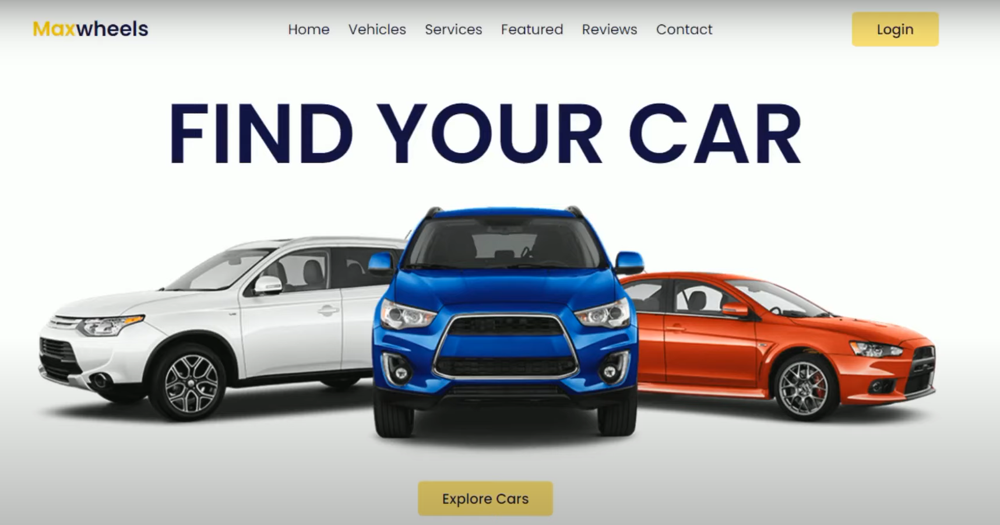 Maxwheels
Home Vehicles Services Featured Reviews Contact
Login
FIND YOUR CAR
Explore Cars